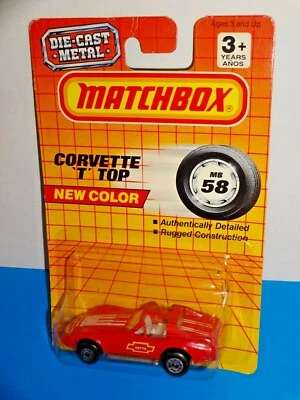 DIE-CAST
METAL
Ages 3 and Up
3+
YEARS
AÑOS
MATCHBOX
®
CORVETTE
'T' TOP
NEW COLOR
MB
58
■ Authentically Detailed
■ Rugged Construction
VETTE